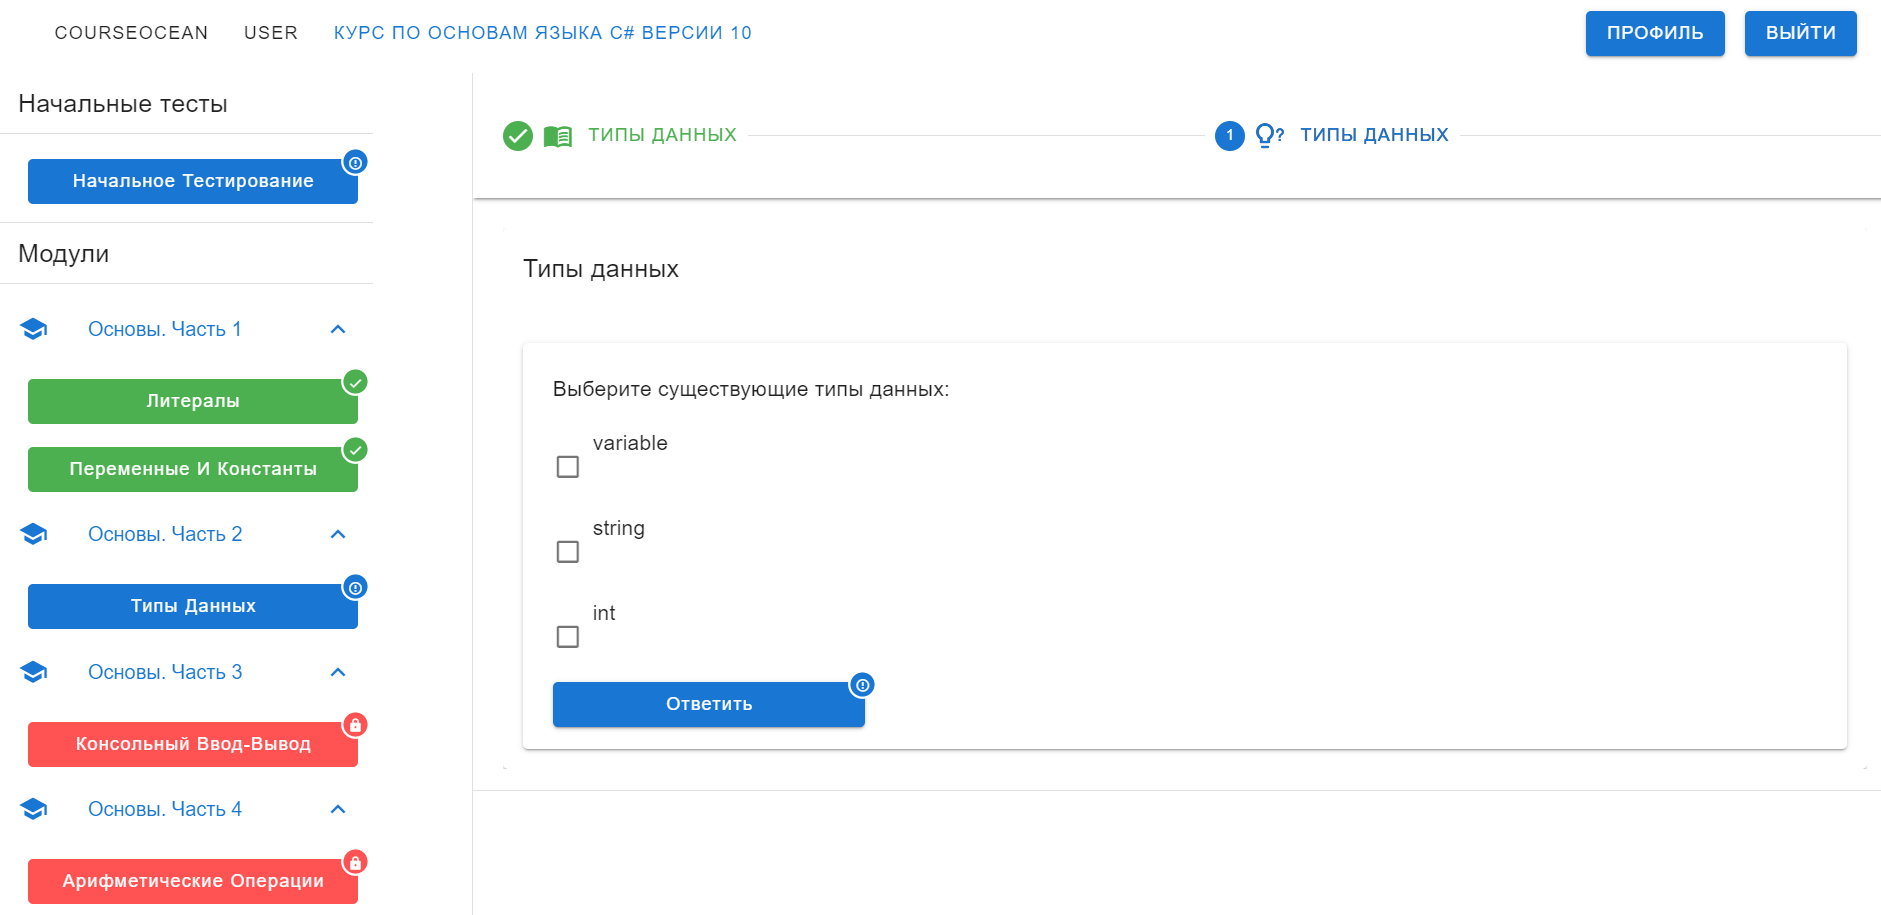 COURSEOCEAN USER КУРС ПО ОСНОВАМ ЯЗЫКА C# ВЕРСИИ 10 ПРОФИЛЬ ВЫЙТИ
Начальные тесты
Начальное Тестирование
Модули
Основы. Часть 1
Литералы
Переменные И Константы
Основы. Часть 2
Типы Данных
Основы. Часть 3
Консольный Ввод-Вывод
Основы. Часть 4
Арифметические Операции
ТИПЫ ДАННЫХ 1 ? ТИПЫ ДАННЫХ
Типы данных
Выберите существующие типы данных:
variable
string
int
Ответить